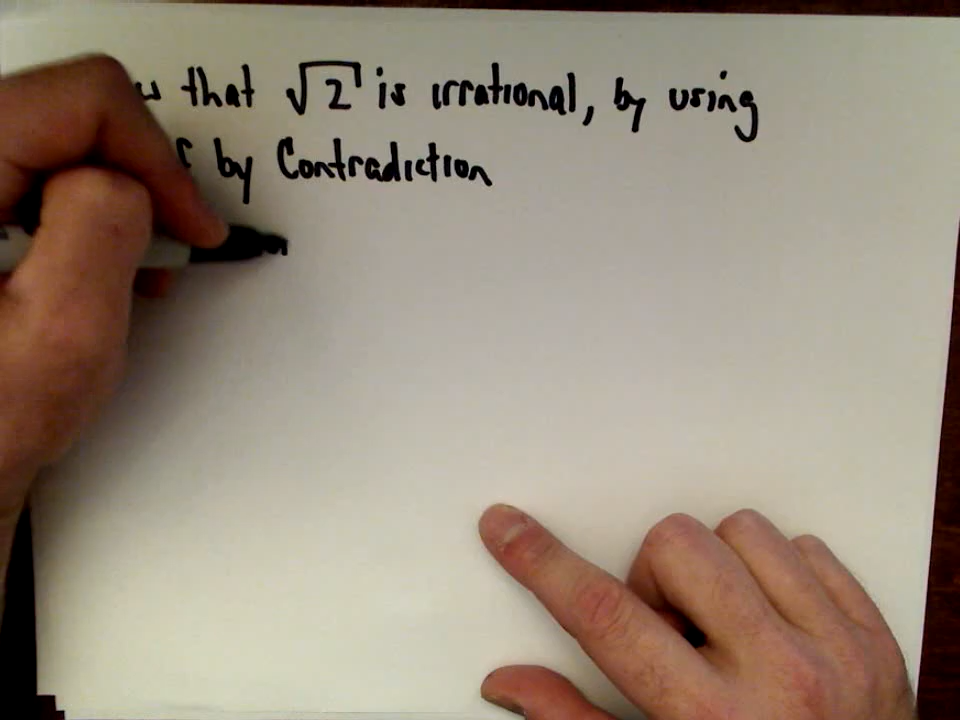 that √2 is irrational, by using
by Contradiction